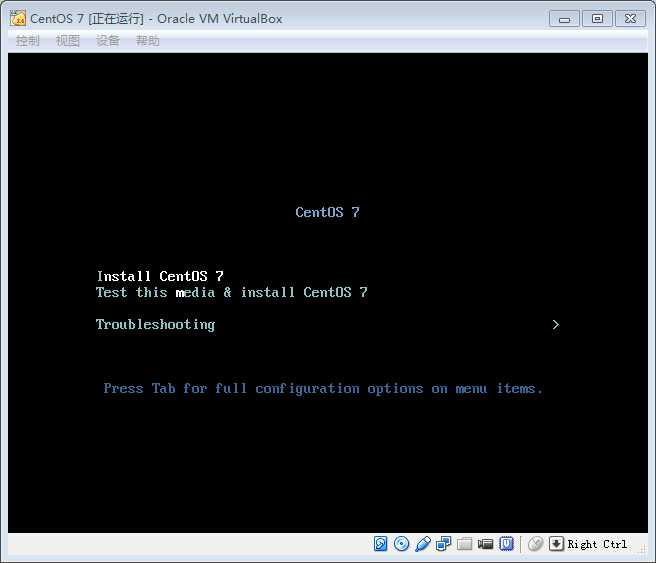 CentOS 7 [正在运行] - Oracle VM VirtualBox
控制 视图 设备 帮助
CentOS 7
Install CentOS 7
Test this media & install CentOS 7
Troubleshooting >
Press Tab for full configuration options on menu items.
Right Ctrl